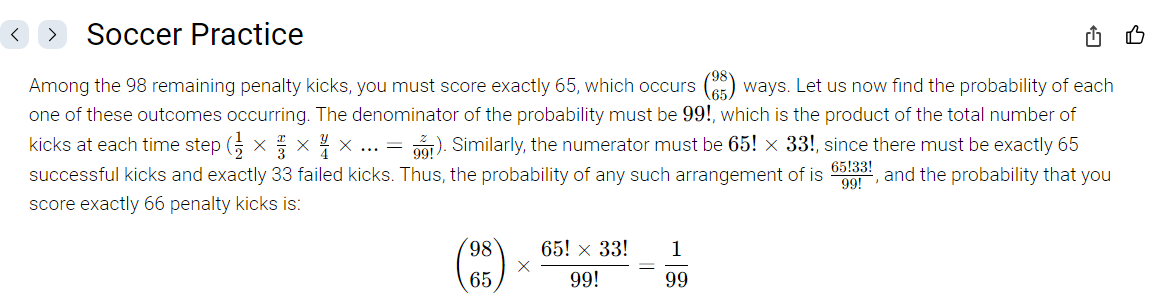 Soccer Practice
Among the 98 remaining penalty kicks, you must score exactly 65, which occurs $\binom{98}{65}$ ways. Let us now find the probability of each
one of these outcomes occurring. The denominator of the probability must be 99!, which is the product of the total number of
kicks at each time step ($\frac{1}{2} \times \frac{x}{3} \times \frac{y}{4} \times ... = \frac{z}{99!}$). Similarly, the numerator must be 65! × 33!, since there must be exactly 65
successful kicks and exactly 33 failed kicks. Thus, the probability of any such arrangement of is $\frac{65!33!}{99!}$, and the probability that you
score exactly 66 penalty kicks is:
$\binom{98}{65} \times \frac{65! \times 33!}{99!} = \frac{1}{99}$